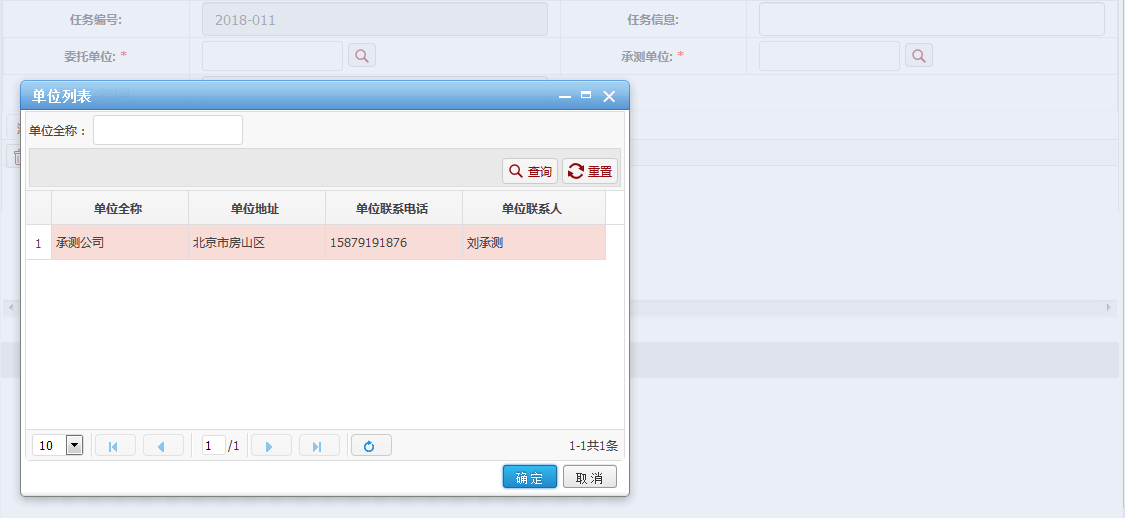 任务编号: 2018-011 任务信息:
委托单位: * 承测单位: *
单位列表
单位全称：
查询 重置
单位全称 单位地址 单位联系电话 单位联系人
1 承测公司 北京市房山区 15879191876 刘承测
10 1 /1 1-1共1条
确定 取消